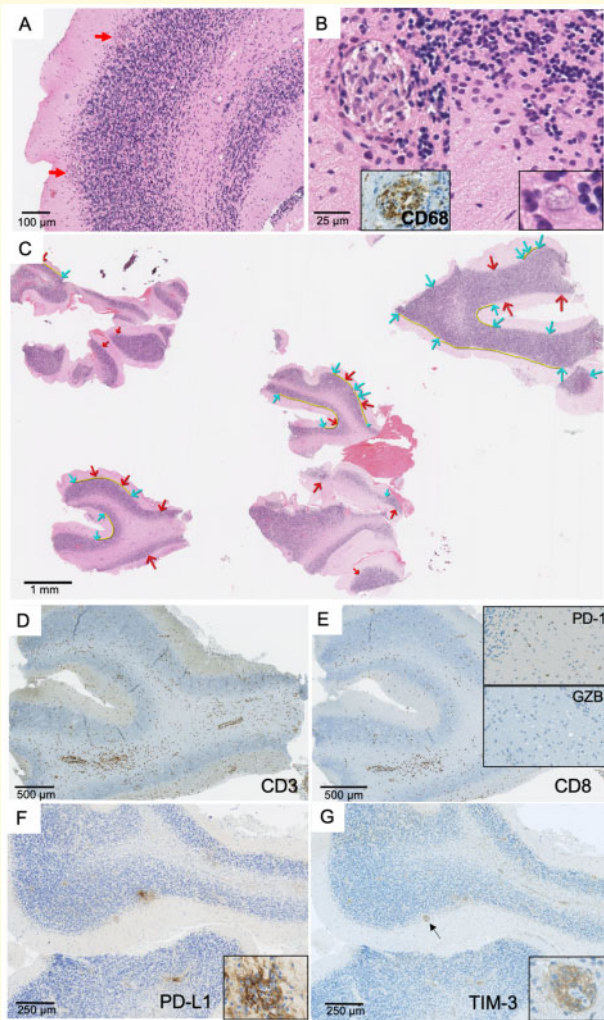 A
100 µm
B
25 µm
CD68
C
1 mm
D
500 µm
CD3
E
500 µm
CD8
PD-1
GZB
F
250 µm
PD-L1
G
250 µm
TIM-3